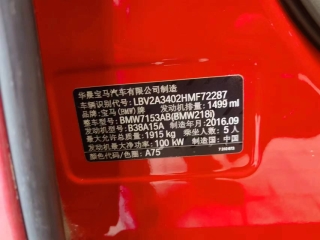 华晨宝马汽车有限公司制造
车辆识别代号: LBV2A3402HMF72287
品牌: 宝马(BMW)牌 发动机排量: 1499 ml
整车型号: BMW7153AB(BMW218i)
发动机型号: B38A15A 制造年月: 2016.09
最大允许总质量: 1915 kg 乘坐人数: 5 人
发动机最大净功率: 100 kW 制造国: 中国
颜色代码/色圈: A75